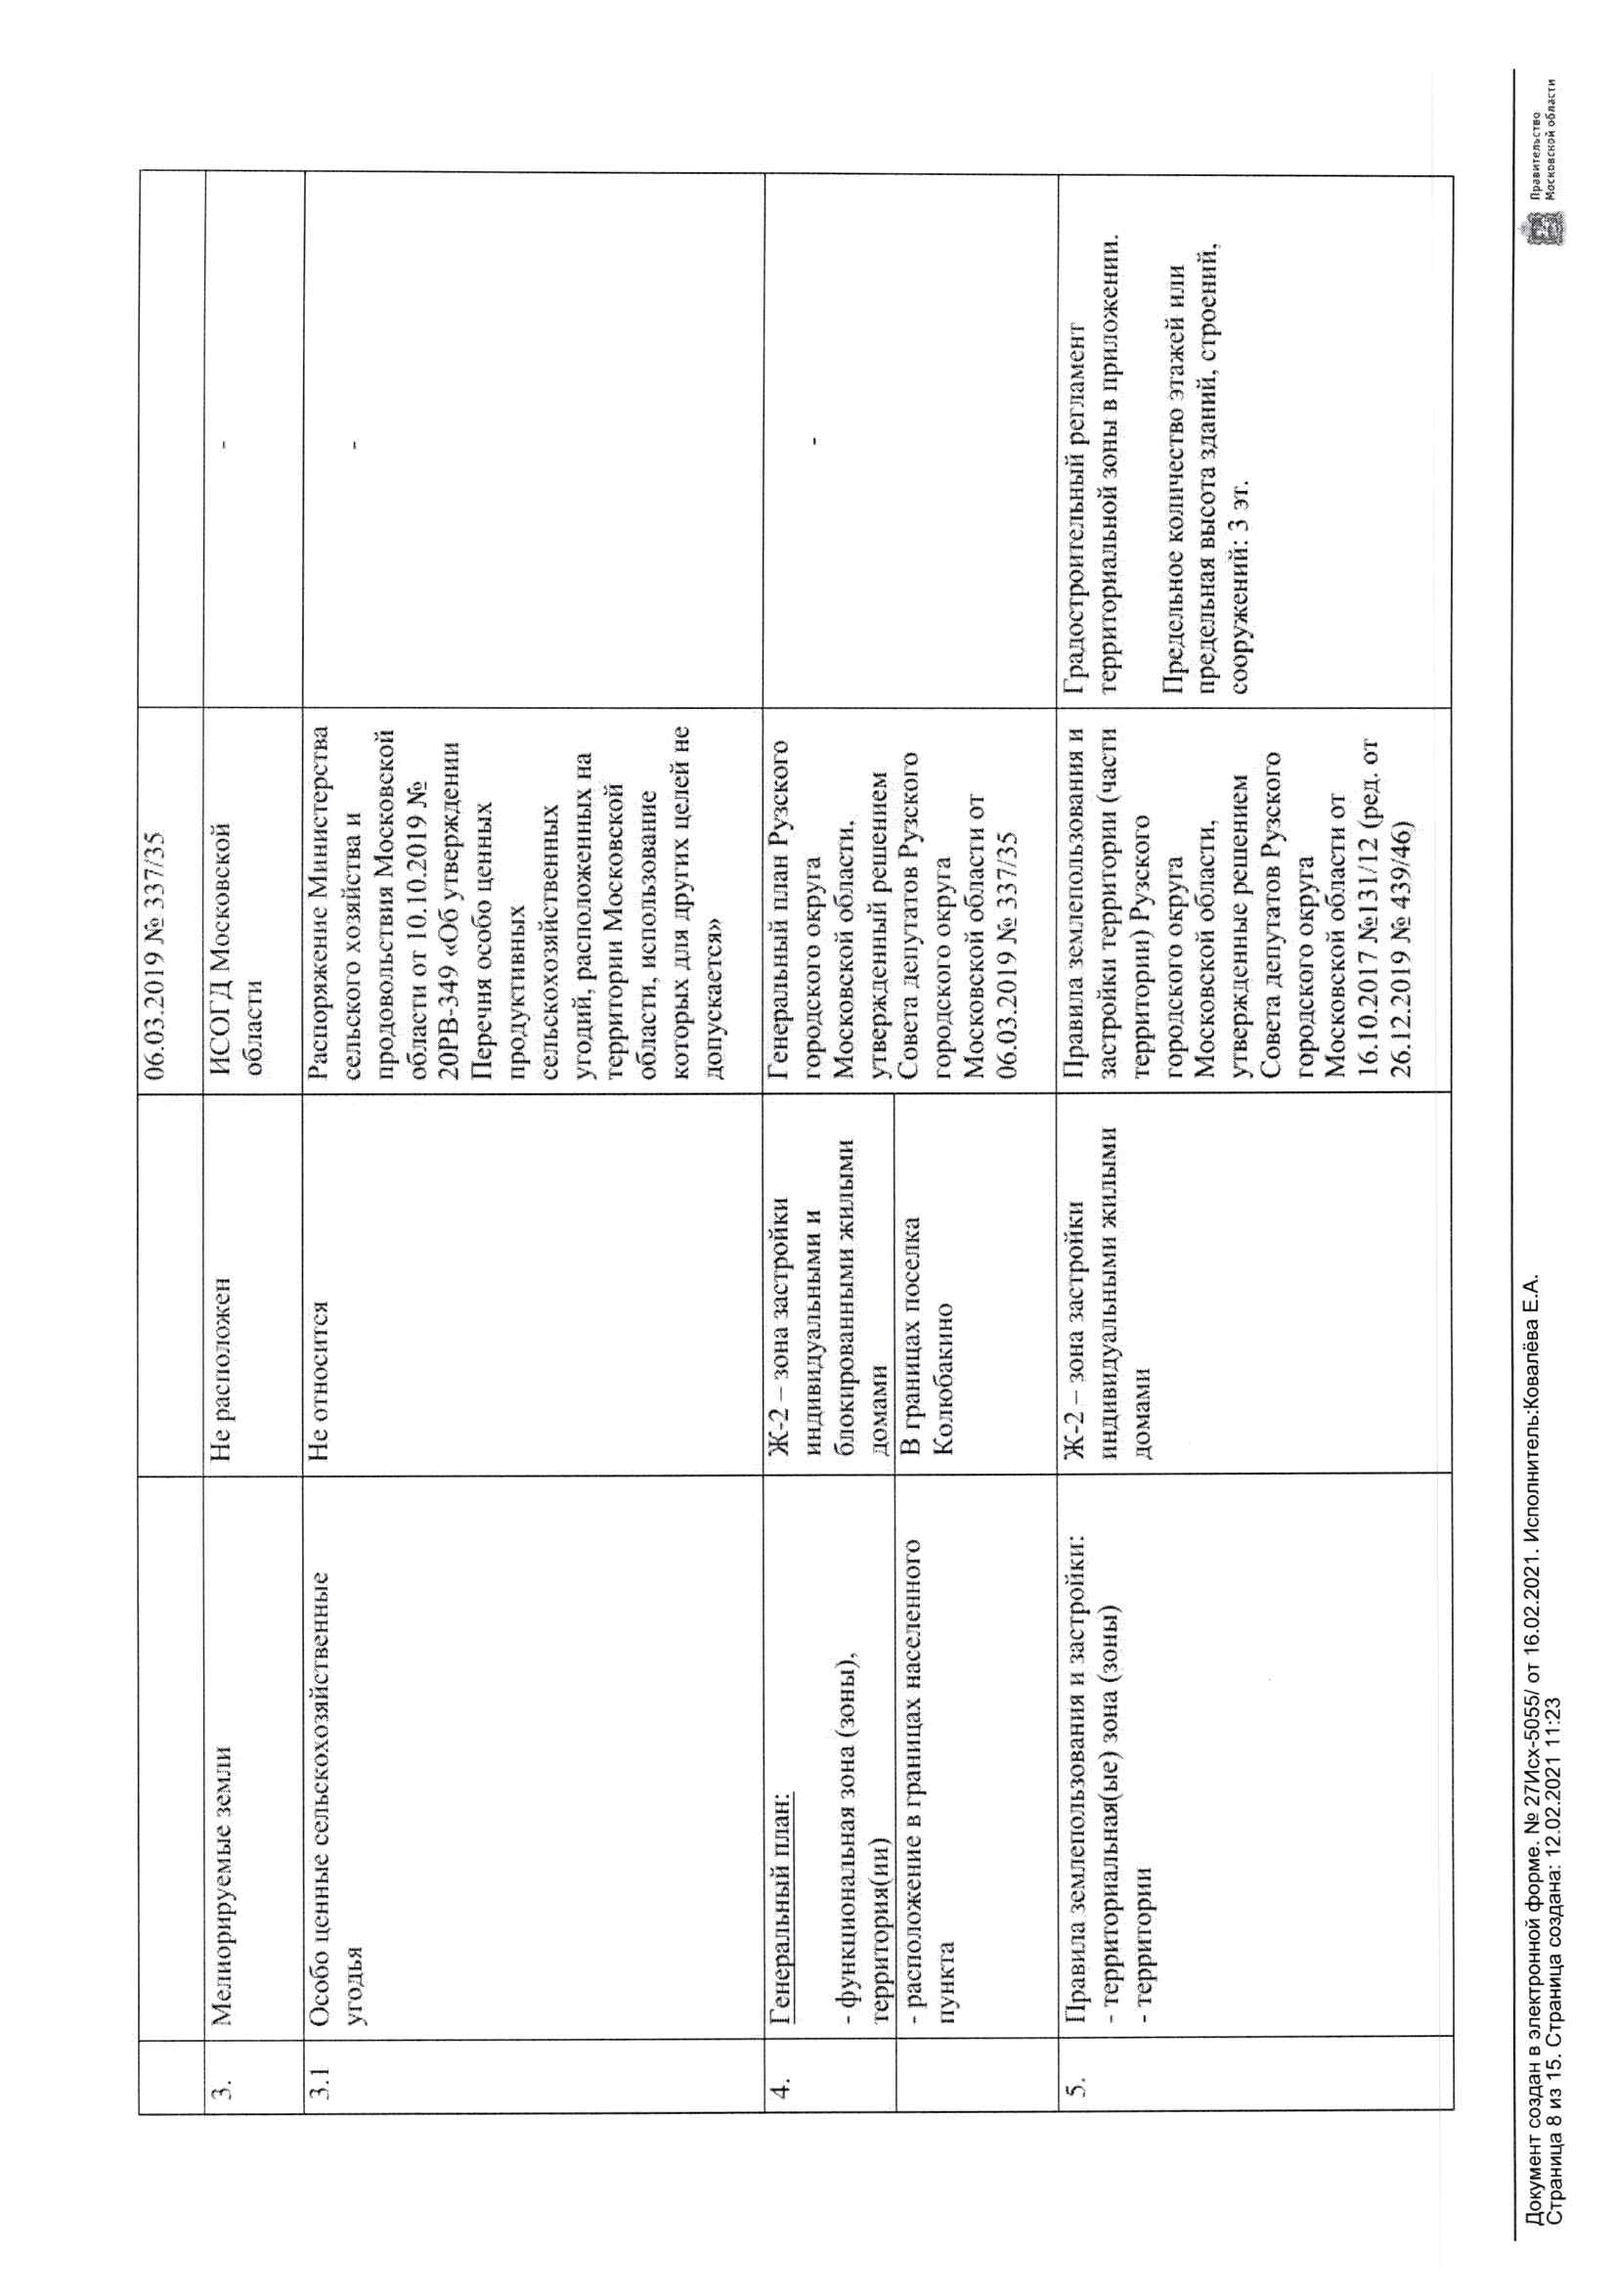 06.03.2019 № 337/35
3.
Мелиорируемые земли
Не расположен
ИСОГД Московской
области
-
3.1
Особо ценные сельскохозяйственные
угодья
Не относится
Распоряжение Министерства
сельского хозяйства и
продовольствия Московской
области от 10.10.2019 №
20РВ-349 «Об утверждении
Перечня особо ценных
продуктивных
сельскохозяйственных
угодий, расположенных на
территории Московской
области, использование
которых для других целей не
допускается»
-
4.
Генеральный план:
- функциональная зона (зоны),
территория(ии)
Ж-2 – зона застройки
индивидуальными и
блокированными жилыми
домами
- расположение в границах населенного
пункта
В границах поселка
Колюбакино
Генеральный план Рузского
городского округа
Московской области,
утвержденный решением
Совета депутатов Рузского
городского округа
Московской области от
06.03.2019 № 337/35
-
5.
Правила землепользования и застройки:
- территориальная(ые) зона (зоны)
- территории
Ж-2 – зона застройки
индивидуальными жилыми
домами
Правила землепользования и
застройки территории (части
территории) Рузского
городского округа
Московской области,
утвержденные решением
Совета депутатов Рузского
городского округа
Московской области от
16.10.2017 №131/12 (ред. от
26.12.2019 № 439/46)
Градостроительный регламент
территориальной зоны в приложении.
Предельное количество этажей или
предельная высота зданий, строений,
сооружений: 3 эт.
Документ создан в электронной форме. № 27Исх-5055/ от 16.02.2021. Исполнитель:Ковалёва Е.А.
Страница 8 из 15. Страница создана: 12.02.2021 11:23
Правительство
Московской области